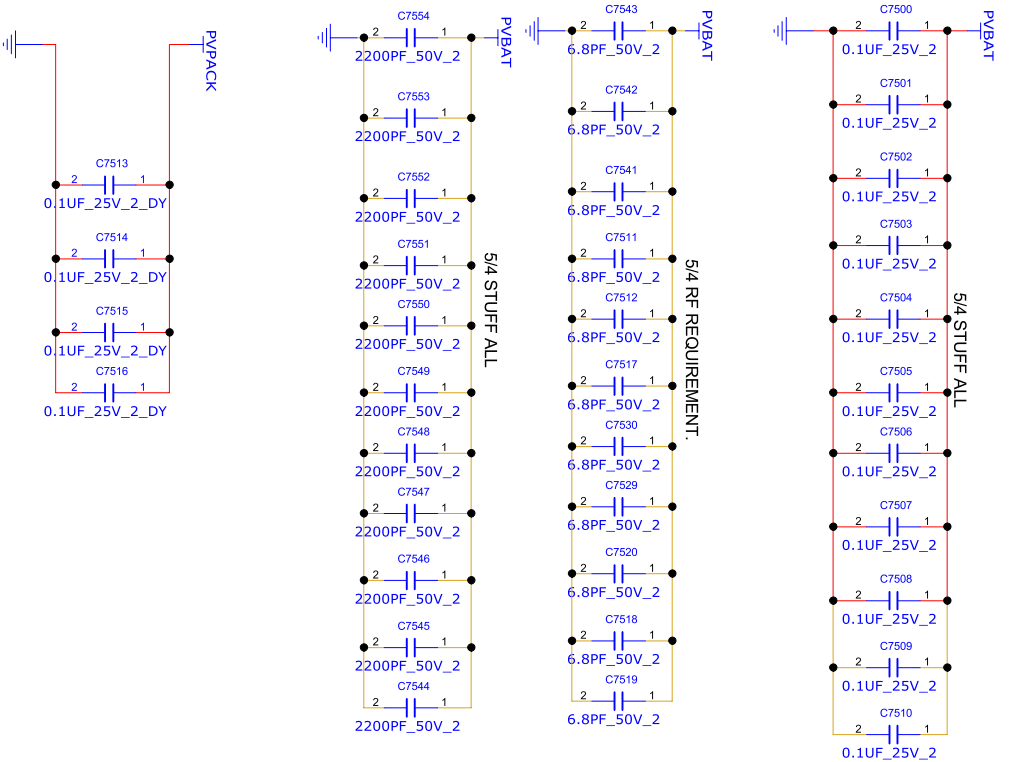 PVPACK
C7513
2 1
0.1UF_25V_2_DY
C7514
2 1
0.1UF_25V_2_DY
C7515
2 1
0.1UF_25V_2_DY
C7516
2 1
0.1UF_25V_2_DY
PVBAT
C7554
2 1
2200PF_50V_2
C7553
2 1
2200PF_50V_2
C7552
2 1
2200PF_50V_2
C7551
2 1
2200PF_50V_2
C7550
2 1
2200PF_50V_2
C7549
2 1
2200PF_50V_2
C7548
2 1
2200PF_50V_2
C7547
2 1
2200PF_50V_2
C7546
2 1
2200PF_50V_2
C7545
2 1
2200PF_50V_2
C7544
2 1
2200PF_50V_2
5/4 STUFF ALL
PVBAT
C7543
2 1
6.8PF_50V_2
C7542
2 1
6.8PF_50V_2
C7541
2 1
6.8PF_50V_2
C7511
2 1
6.8PF_50V_2
C7512
2 1
6.8PF_50V_2
C7517
2 1
6.8PF_50V_2
C7530
2 1
6.8PF_50V_2
C7529
2 1
6.8PF_50V_2
C7520
2 1
6.8PF_50V_2
C7518
2 1
6.8PF_50V_2
C7519
2 1
6.8PF_50V_2
5/4 RF REQUIREMENT.
PVBAT
C7500
2 1
0.1UF_25V_2
C7501
2 1
0.1UF_25V_2
C7502
2 1
0.1UF_25V_2
C7503
2 1
0.1UF_25V_2
C7504
2 1
0.1UF_25V_2
C7505
2 1
0.1UF_25V_2
C7506
2 1
0.1UF_25V_2
C7507
2 1
0.1UF_25V_2
C7508
2 1
0.1UF_25V_2
C7509
2 1
0.1UF_25V_2
C7510
2 1
0.1UF_25V_2
5/4 STUFF ALL